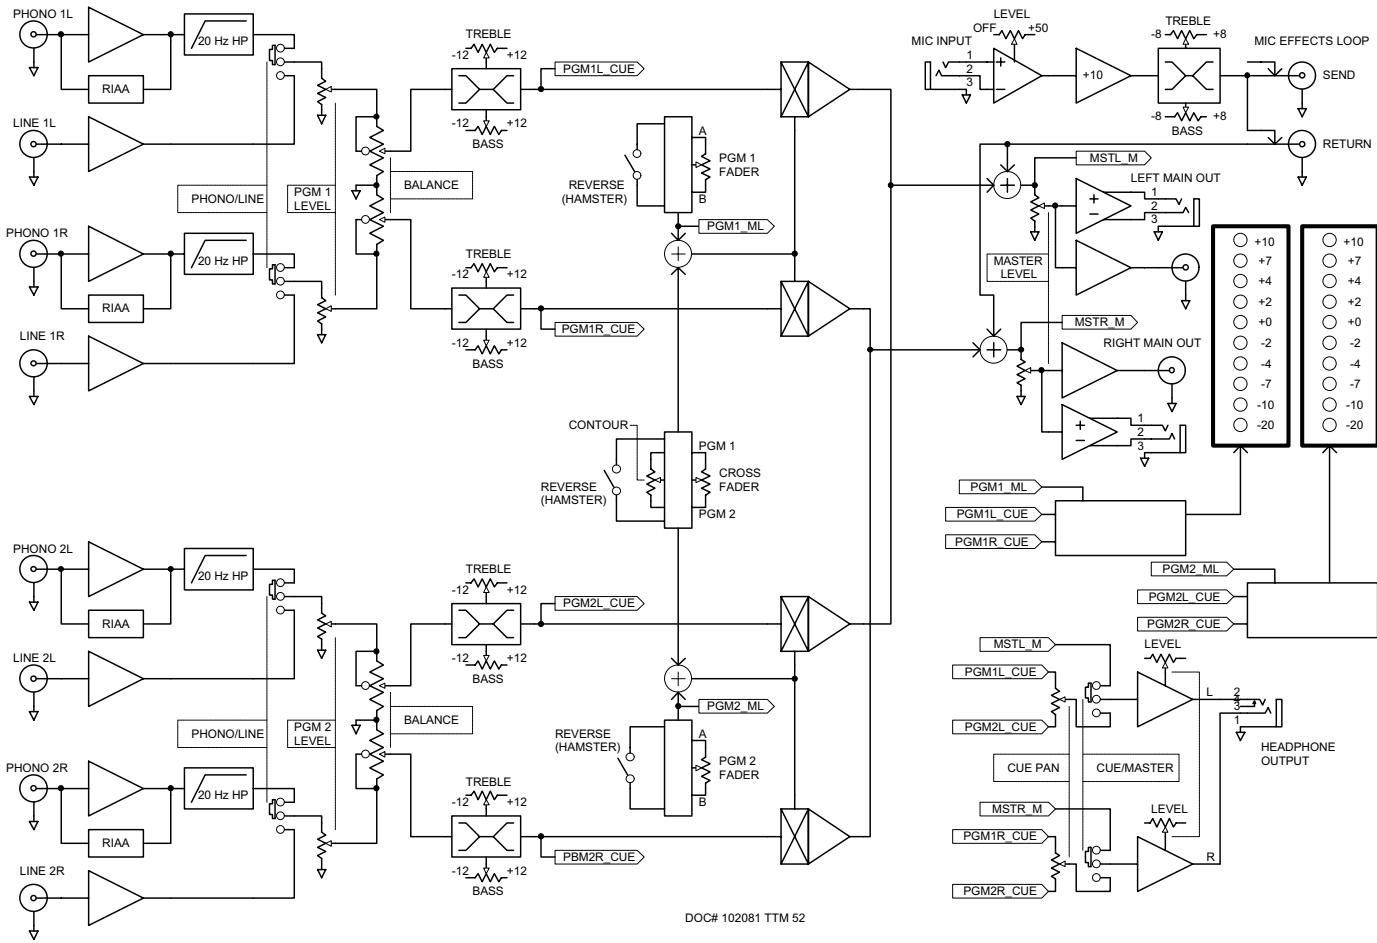 PHONO 1L
20 Hz HP
RIAA
LINE 1L
PHONO/LINE
PGM 1
LEVEL
BALANCE
PHONO 1R
20 Hz HP
RIAA
LINE 1R
TREBLE
-12 +12
-12 +12
BASS
PGM1L_CUE
TREBLE
-12 +12
-12 +12
BASS
PGM1R_CUE
REVERSE
(HAMSTER)
A
PGM 1
FADER
B
PGM1_ML
CONTOUR
REVERSE
(HAMSTER)
PGM 1
CROSS
FADER
PGM 2
PHONO 2L
20 Hz HP
RIAA
LINE 2L
PHONO/LINE
PGM 2
LEVEL
BALANCE
PHONO 2R
20 Hz HP
RIAA
LINE 2R
TREBLE
-12 +12
-12 +12
BASS
PGM2L_CUE
TREBLE
-12 +12
-12 +12
BASS
PBM2R_CUE
PGM2_ML
REVERSE
(HAMSTER)
A
PGM 2
FADER
B
LEVEL
OFF +50
MIC INPUT
1
2
3
+
−
+10
TREBLE
-8 +8
-8 +8
BASS
MIC EFFECTS LOOP
SEND
RETURN
+
+
+
+
MSTL_M
LEFT MAIN OUT
+
−
1
2
3
MASTER
LEVEL
MSTR_M
RIGHT MAIN OUT
+
−
1
2
3
+10 +10
+7 +7
+4 +4
+2 +2
+0 +0
-2 -2
-4 -4
-7 -7
-10 -10
-20 -20
PGM1_ML
PGM1L_CUE
PGM1R_CUE
PGM2_ML
PGM2L_CUE
PGM2R_CUE
MSTL_M
PGM1L_CUE
PGM2L_CUE
LEVEL
L
2
3
1
HEADPHONE
OUTPUT
CUE PAN
CUE/MASTER
MSTR_M
PGM1R_CUE
PGM2R_CUE
LEVEL
R
DOC# 102081 TTM 52